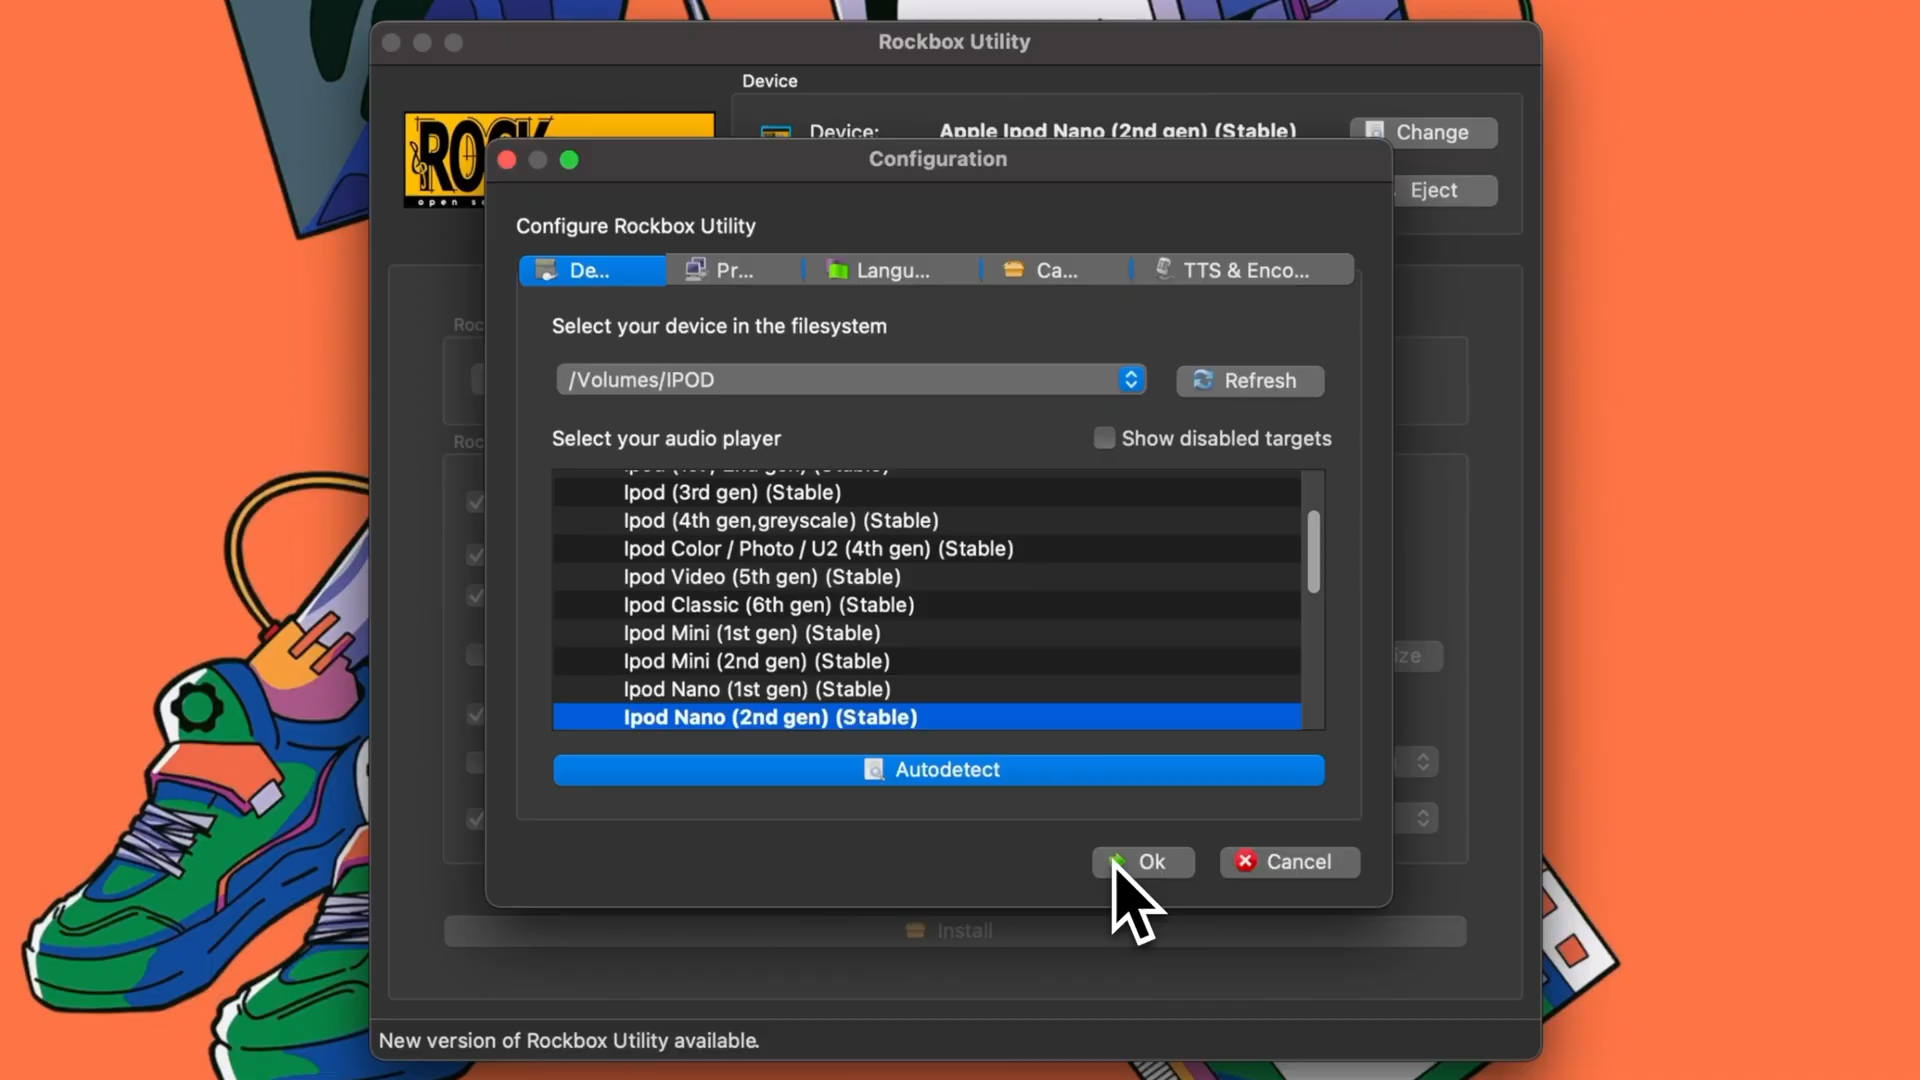 Rockbox Utility
Device
Device:
Apple Ipod Nano (2nd gen) (Stable)
Change
Eject
ROCK
Configuration
Configure Rockbox Utility
De...
Pr...
Langu...
Ca...
TTS & Enco...
Select your device in the filesystem
/Volumes/IPOD
Refresh
Select your audio player
Show disabled targets
Ipod (3rd gen) (Stable)
Ipod (4th gen,greyscale) (Stable)
Ipod Color / Photo / U2 (4th gen) (Stable)
Ipod Video (5th gen) (Stable)
Ipod Classic (6th gen) (Stable)
Ipod Mini (1st gen) (Stable)
Ipod Mini (2nd gen) (Stable)
Ipod Nano (1st gen) (Stable)
Ipod Nano (2nd gen) (Stable)
Autodetect
Ok
Cancel
Install
New version of Rockbox Utility available.